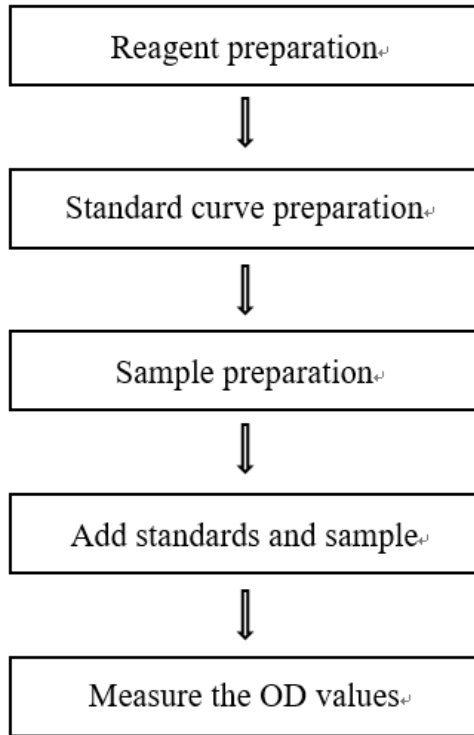 Reagent preparation
Standard curve preparation
Sample preparation
Add standards and sample
Measure the OD values